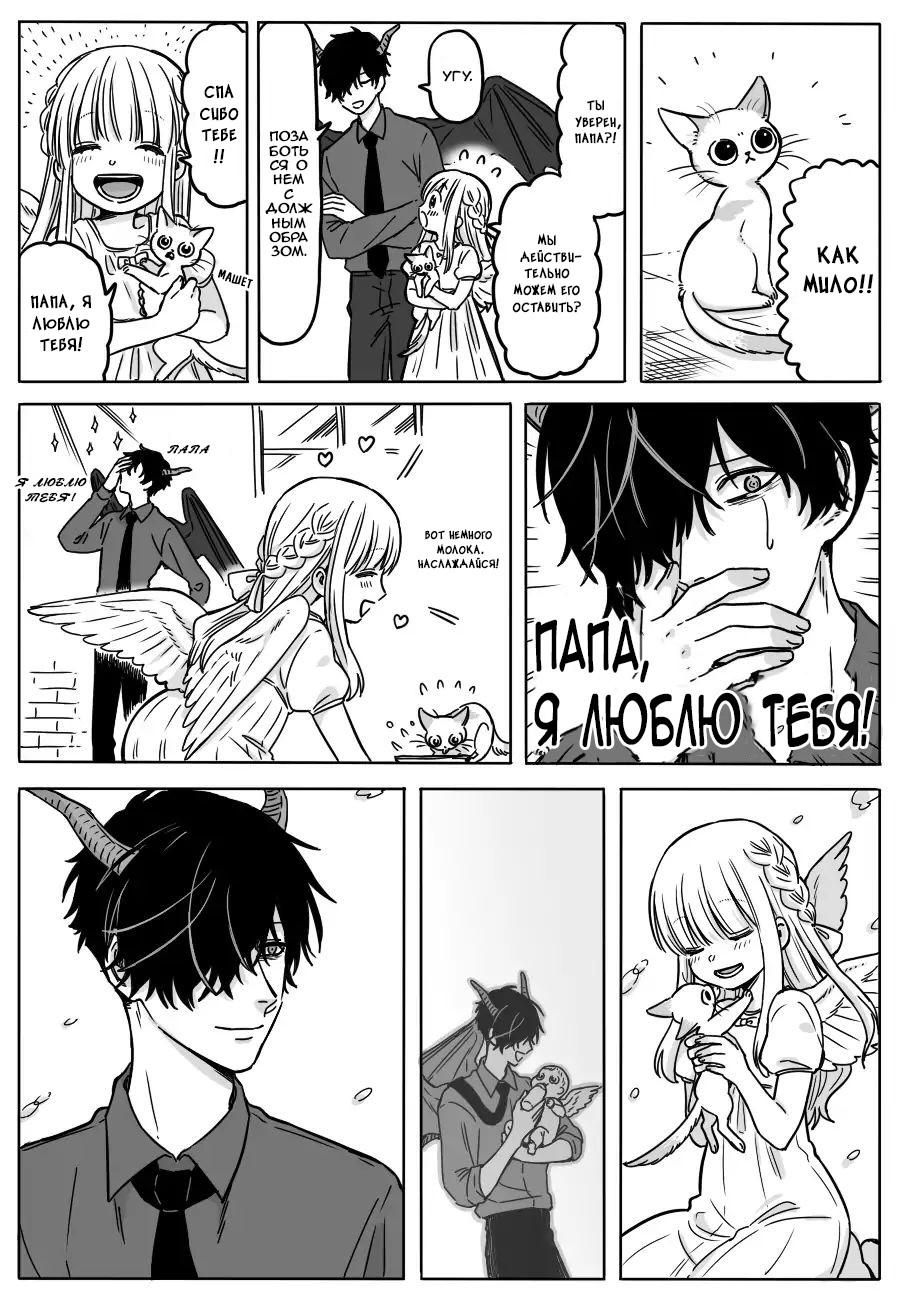 КАК
МИЛО!!
ТЫ
УВЕРЕН,
ПАПА?!
УГУ.
МЫ
ДЕЙСТВИ-
ТЕЛЬНО
МОЖЕМ ЕГО
ОСТАВИТЬ?
ПОЗА
БОТЬ
СЯ О
НЕМ
С
ДОЛЖ
НЫМ
ОБРА
ЗОМ.
СПА
СИБО
ТЕБЕ
!!
МАШЕТ
ПАПА, Я
ЛЮБЛЮ
ТЕБЯ!
ПАПА,
Я ЛЮБЛЮ ТЕБЯ!
ПАПА
Я ЛЮБЛЮ
ТЕБЯ!
ВОТ НЕМНОГО
МОЛОКА.
НАСЛАЖДАЙСЯ!